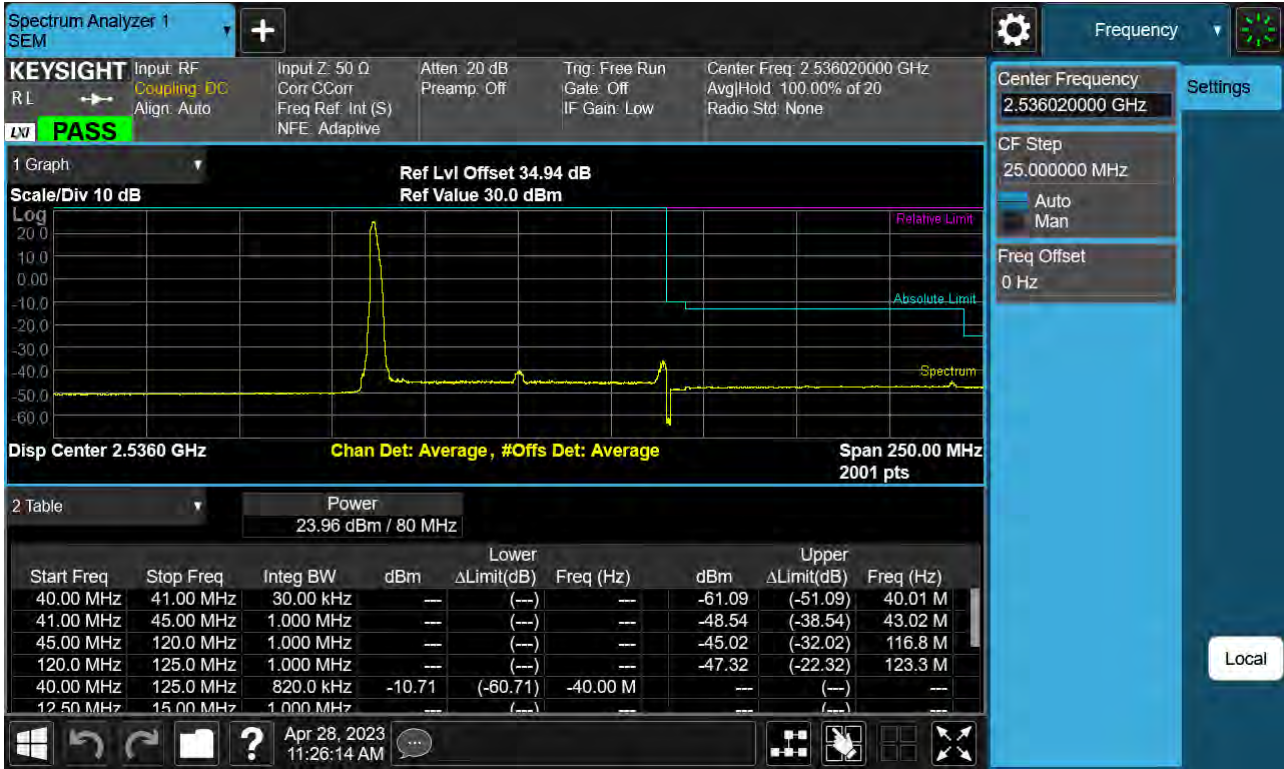 Spectrum Analyzer 1
SEM
Frequency
KEYSIGHT
R L
LXI
PASS
Input: RF
Coupling: DC
Align: Auto
Input Z: 50 Ω
Corr CCorr
Freq Ref: Int (S)
NFE: Adaptive
Atten: 20 dB
Preamp: Off
Trig: Free Run
Gate: Off
IF Gain: Low
Center Freq: 2.536020000 GHz
Avg|Hold: 100.00% of 20
Radio Std: None
Center Frequency
2.536020000 GHz
Settings
CF Step
25.000000 MHz
Auto
Man
Freq Offset
0 Hz
Local
1 Graph
Scale/Div 10 dB
Ref Lvl Offset 34.94 dB
Ref Value 30.0 dBm
Log
20.0
10.0
0.00
-10.0
-20.0
-30.0
-40.0
-50.0
-60.0
Relative Limit
Absolute Limit
Spectrum
Disp Center 2.5360 GHz
Chan Det: Average , #Offs Det: Average
Span 250.00 MHz
2001 pts
2 Table
Power
23.96 dBm / 80 MHz
Lower Upper
Start Freq Stop Freq Integ BW dBm ΔLimit(dB) Freq (Hz) dBm ΔLimit(dB) Freq (Hz)
40.00 MHz 41.00 MHz 30.00 kHz --- (---) --- -61.09 (-51.09) 40.01 M
41.00 MHz 45.00 MHz 1.000 MHz --- (---) --- -48.54 (-38.54) 43.02 M
45.00 MHz 120.0 MHz 1.000 MHz --- (---) --- -45.02 (-32.02) 116.8 M
120.0 MHz 125.0 MHz 1.000 MHz --- (---) --- -47.32 (-22.32) 123.3 M
40.00 MHz 125.0 MHz 820.0 kHz -10.71 (-60.71) -40.00 M --- (---) ---
12.50 MHz 15.00 MHz 1.000 MHz --- (---) --- --- (---) ---
?
Apr 28, 2023
11:26:14 AM